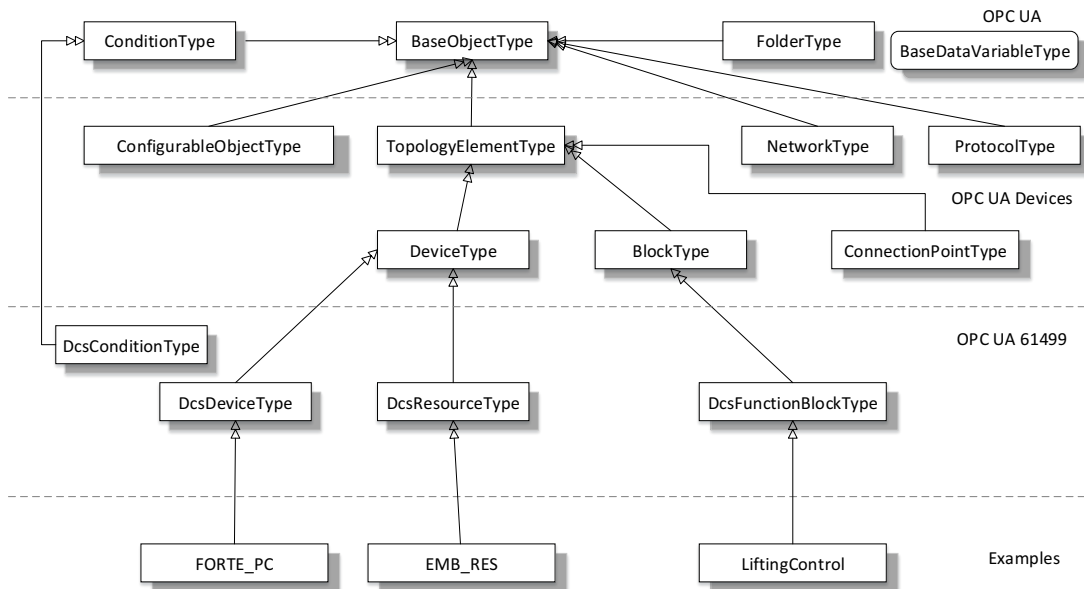 OPC UA
ConditionType
BaseObjectType
FolderType
BaseDataVariableType
ConfigurableObjectType
TopologyElementType
NetworkType
ProtocolType
OPC UA Devices
DeviceType
BlockType
ConnectionPointType
DcsConditionType
OPC UA 61499
DcsDeviceType
DcsResourceType
DcsFunctionBlockType
FORTE_PC
EMB_RES
LiftingControl
Examples